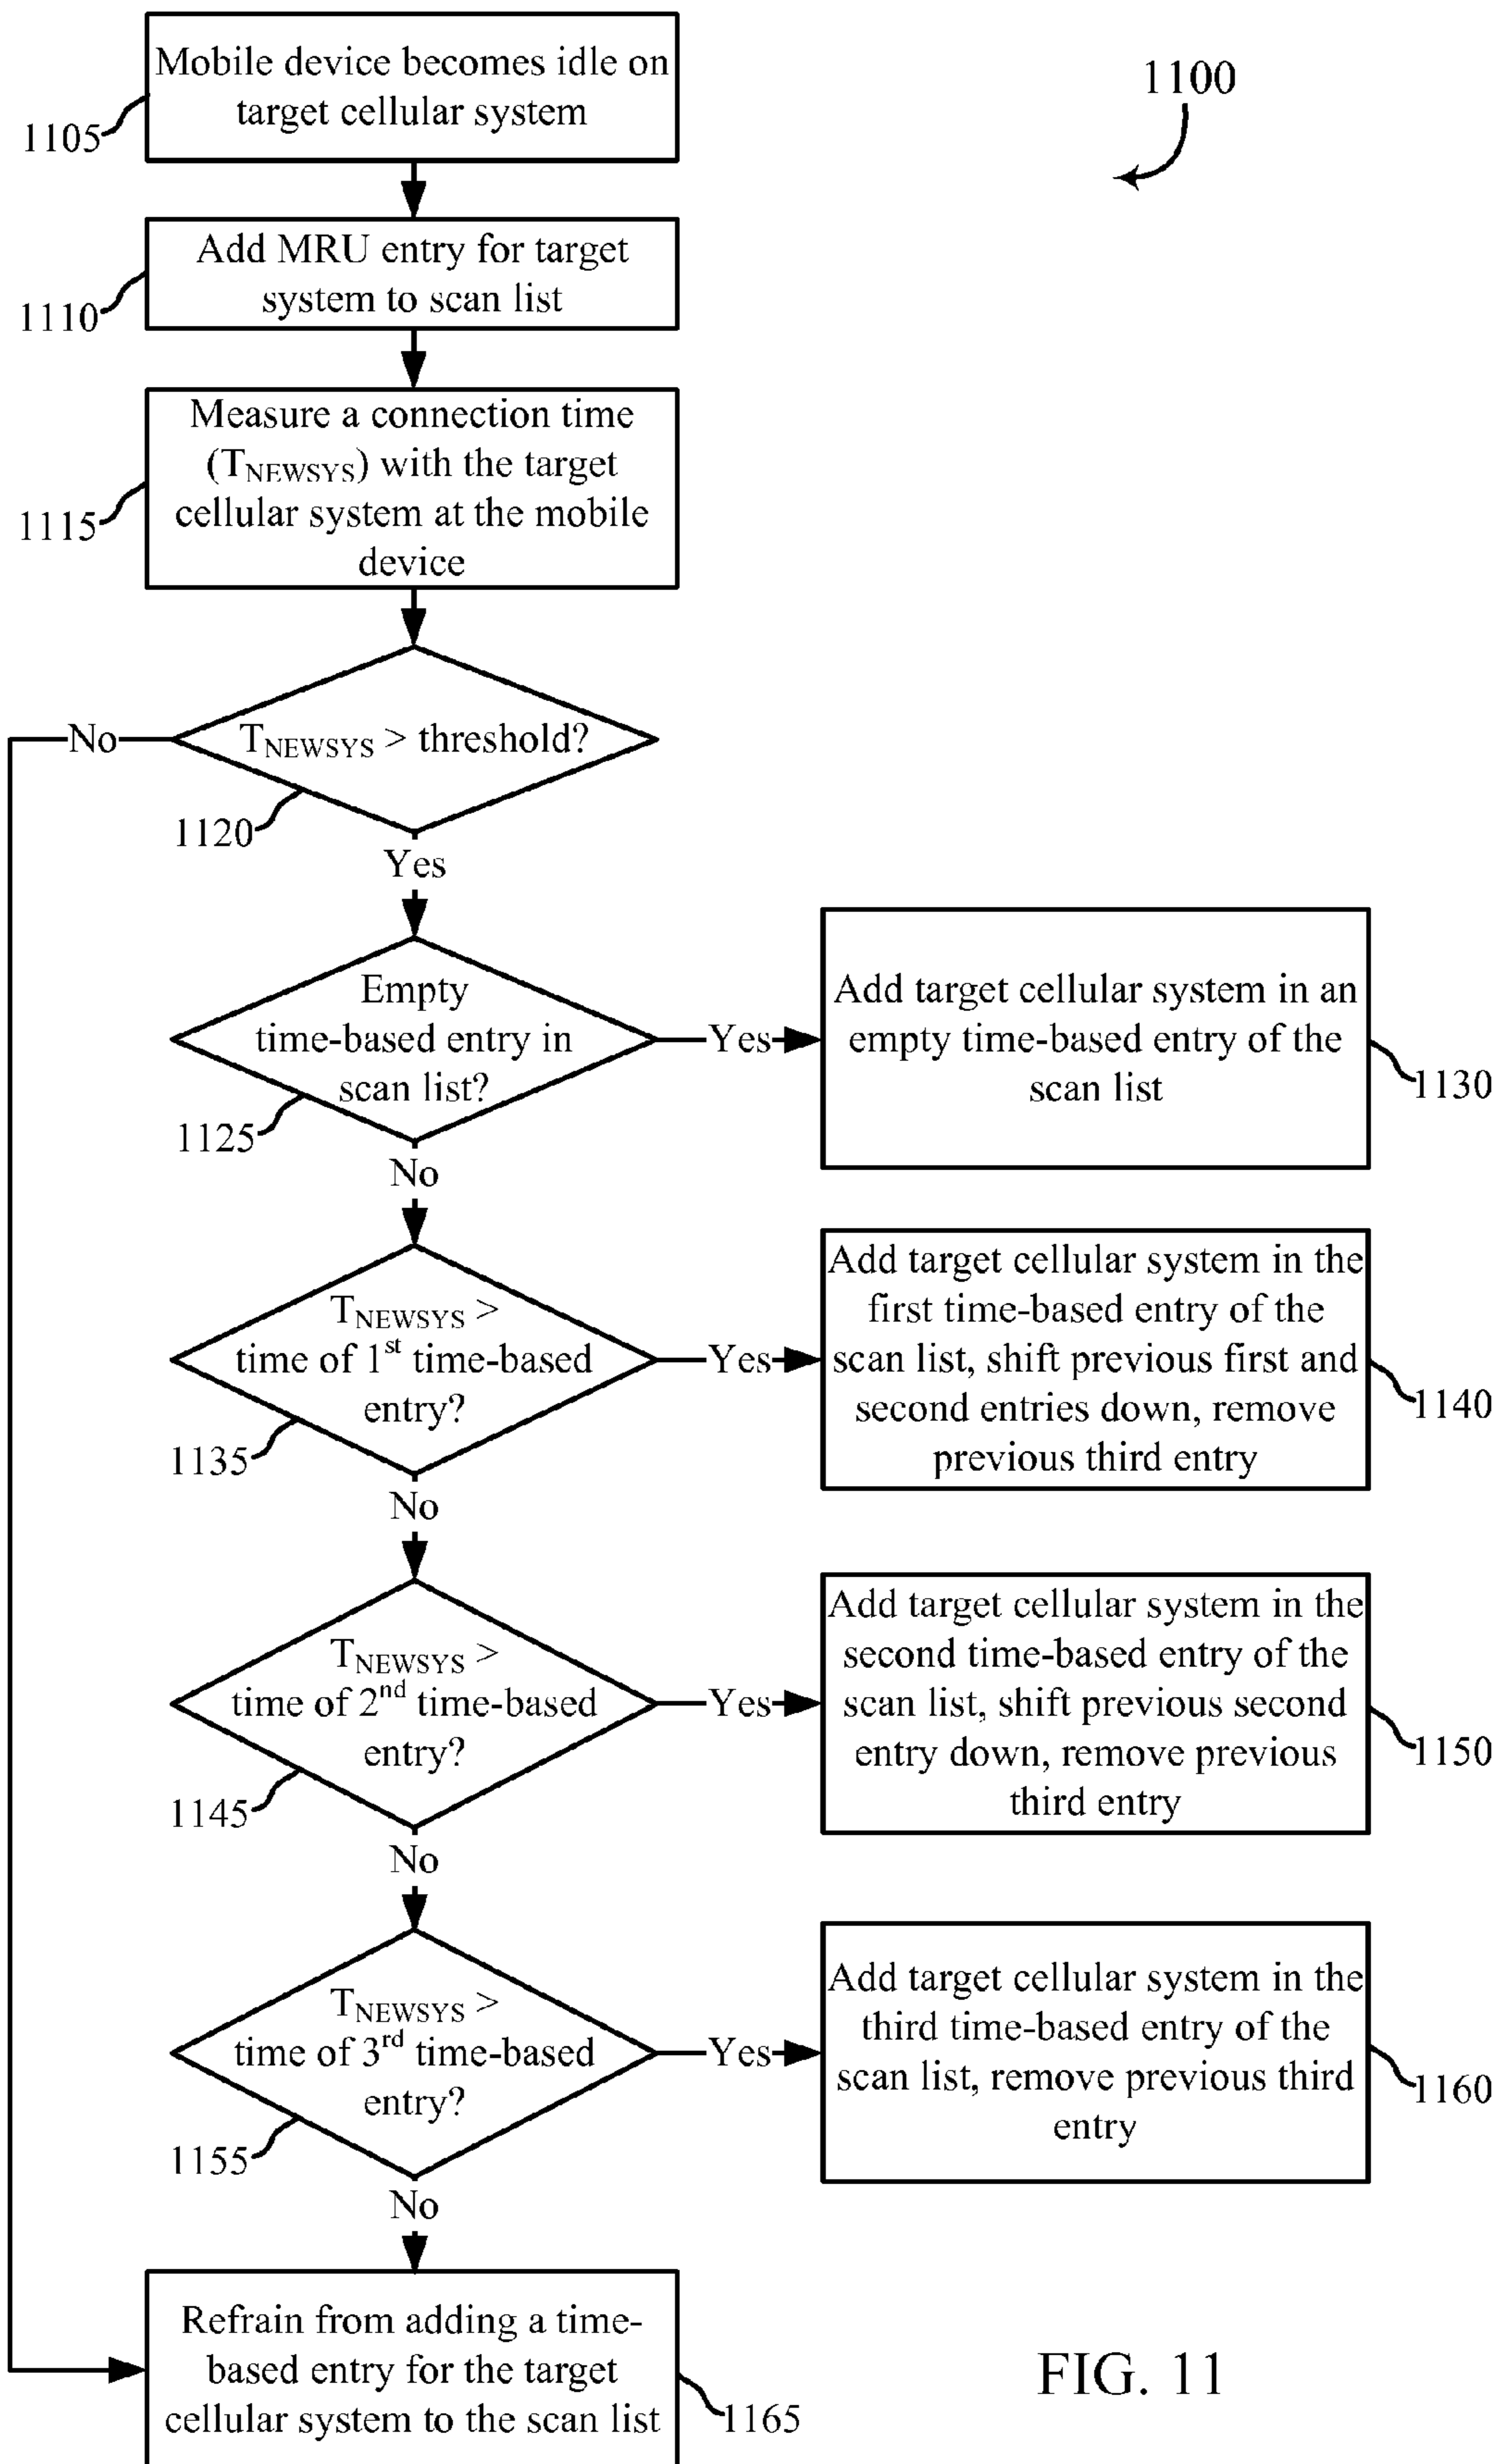 Mobile device becomes idle on
target cellular system
1105
1100
Add MRU entry for target
system to scan list
1110
Measure a connection time
(TNEWSYS) with the target
cellular system at the mobile
device
1115
No
TNEWSYS > threshold?
1120
Yes
Empty
time-based entry in
scan list?
1125
Yes
Add target cellular system in an
empty time-based entry of the
scan list
1130
No
TNEWSYS >
time of 1st time-based
entry?
1135
Yes
Add target cellular system in the
first time-based entry of the
scan list, shift previous first and
second entries down, remove
previous third entry
1140
No
TNEWSYS >
time of 2nd time-based
entry?
1145
Yes
Add target cellular system in the
second time-based entry of the
scan list, shift previous second
entry down, remove previous
third entry
1150
No
TNEWSYS >
time of 3rd time-based
entry?
1155
Yes
Add target cellular system in the
third time-based entry of the
scan list, remove previous third
entry
1160
No
Refrain from adding a time-
based entry for the target
cellular system to the scan list
1165
FIG. 11